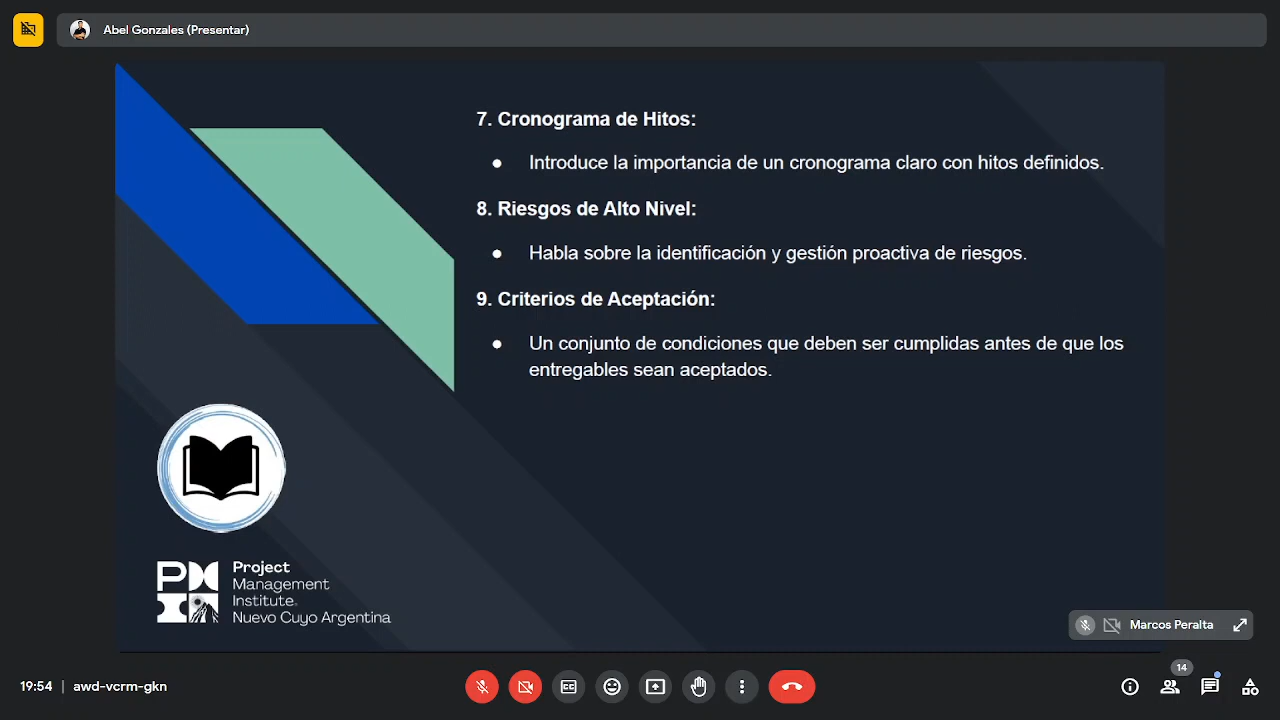 Abel Gonzales (Presentar)
7. Cronograma de Hitos:
● Introduce la importancia de un cronograma claro con hitos definidos.
8. Riesgos de Alto Nivel:
● Habla sobre la identificación y gestión proactiva de riesgos.
9. Criterios de Aceptación:
● Un conjunto de condiciones que deben ser cumplidas antes de que los
entregables sean aceptados.
Project
Management
Institute.
Nuevo Cuyo Argentina
Marcos Peralta
14
19:54 | awd-vcrm-gkn